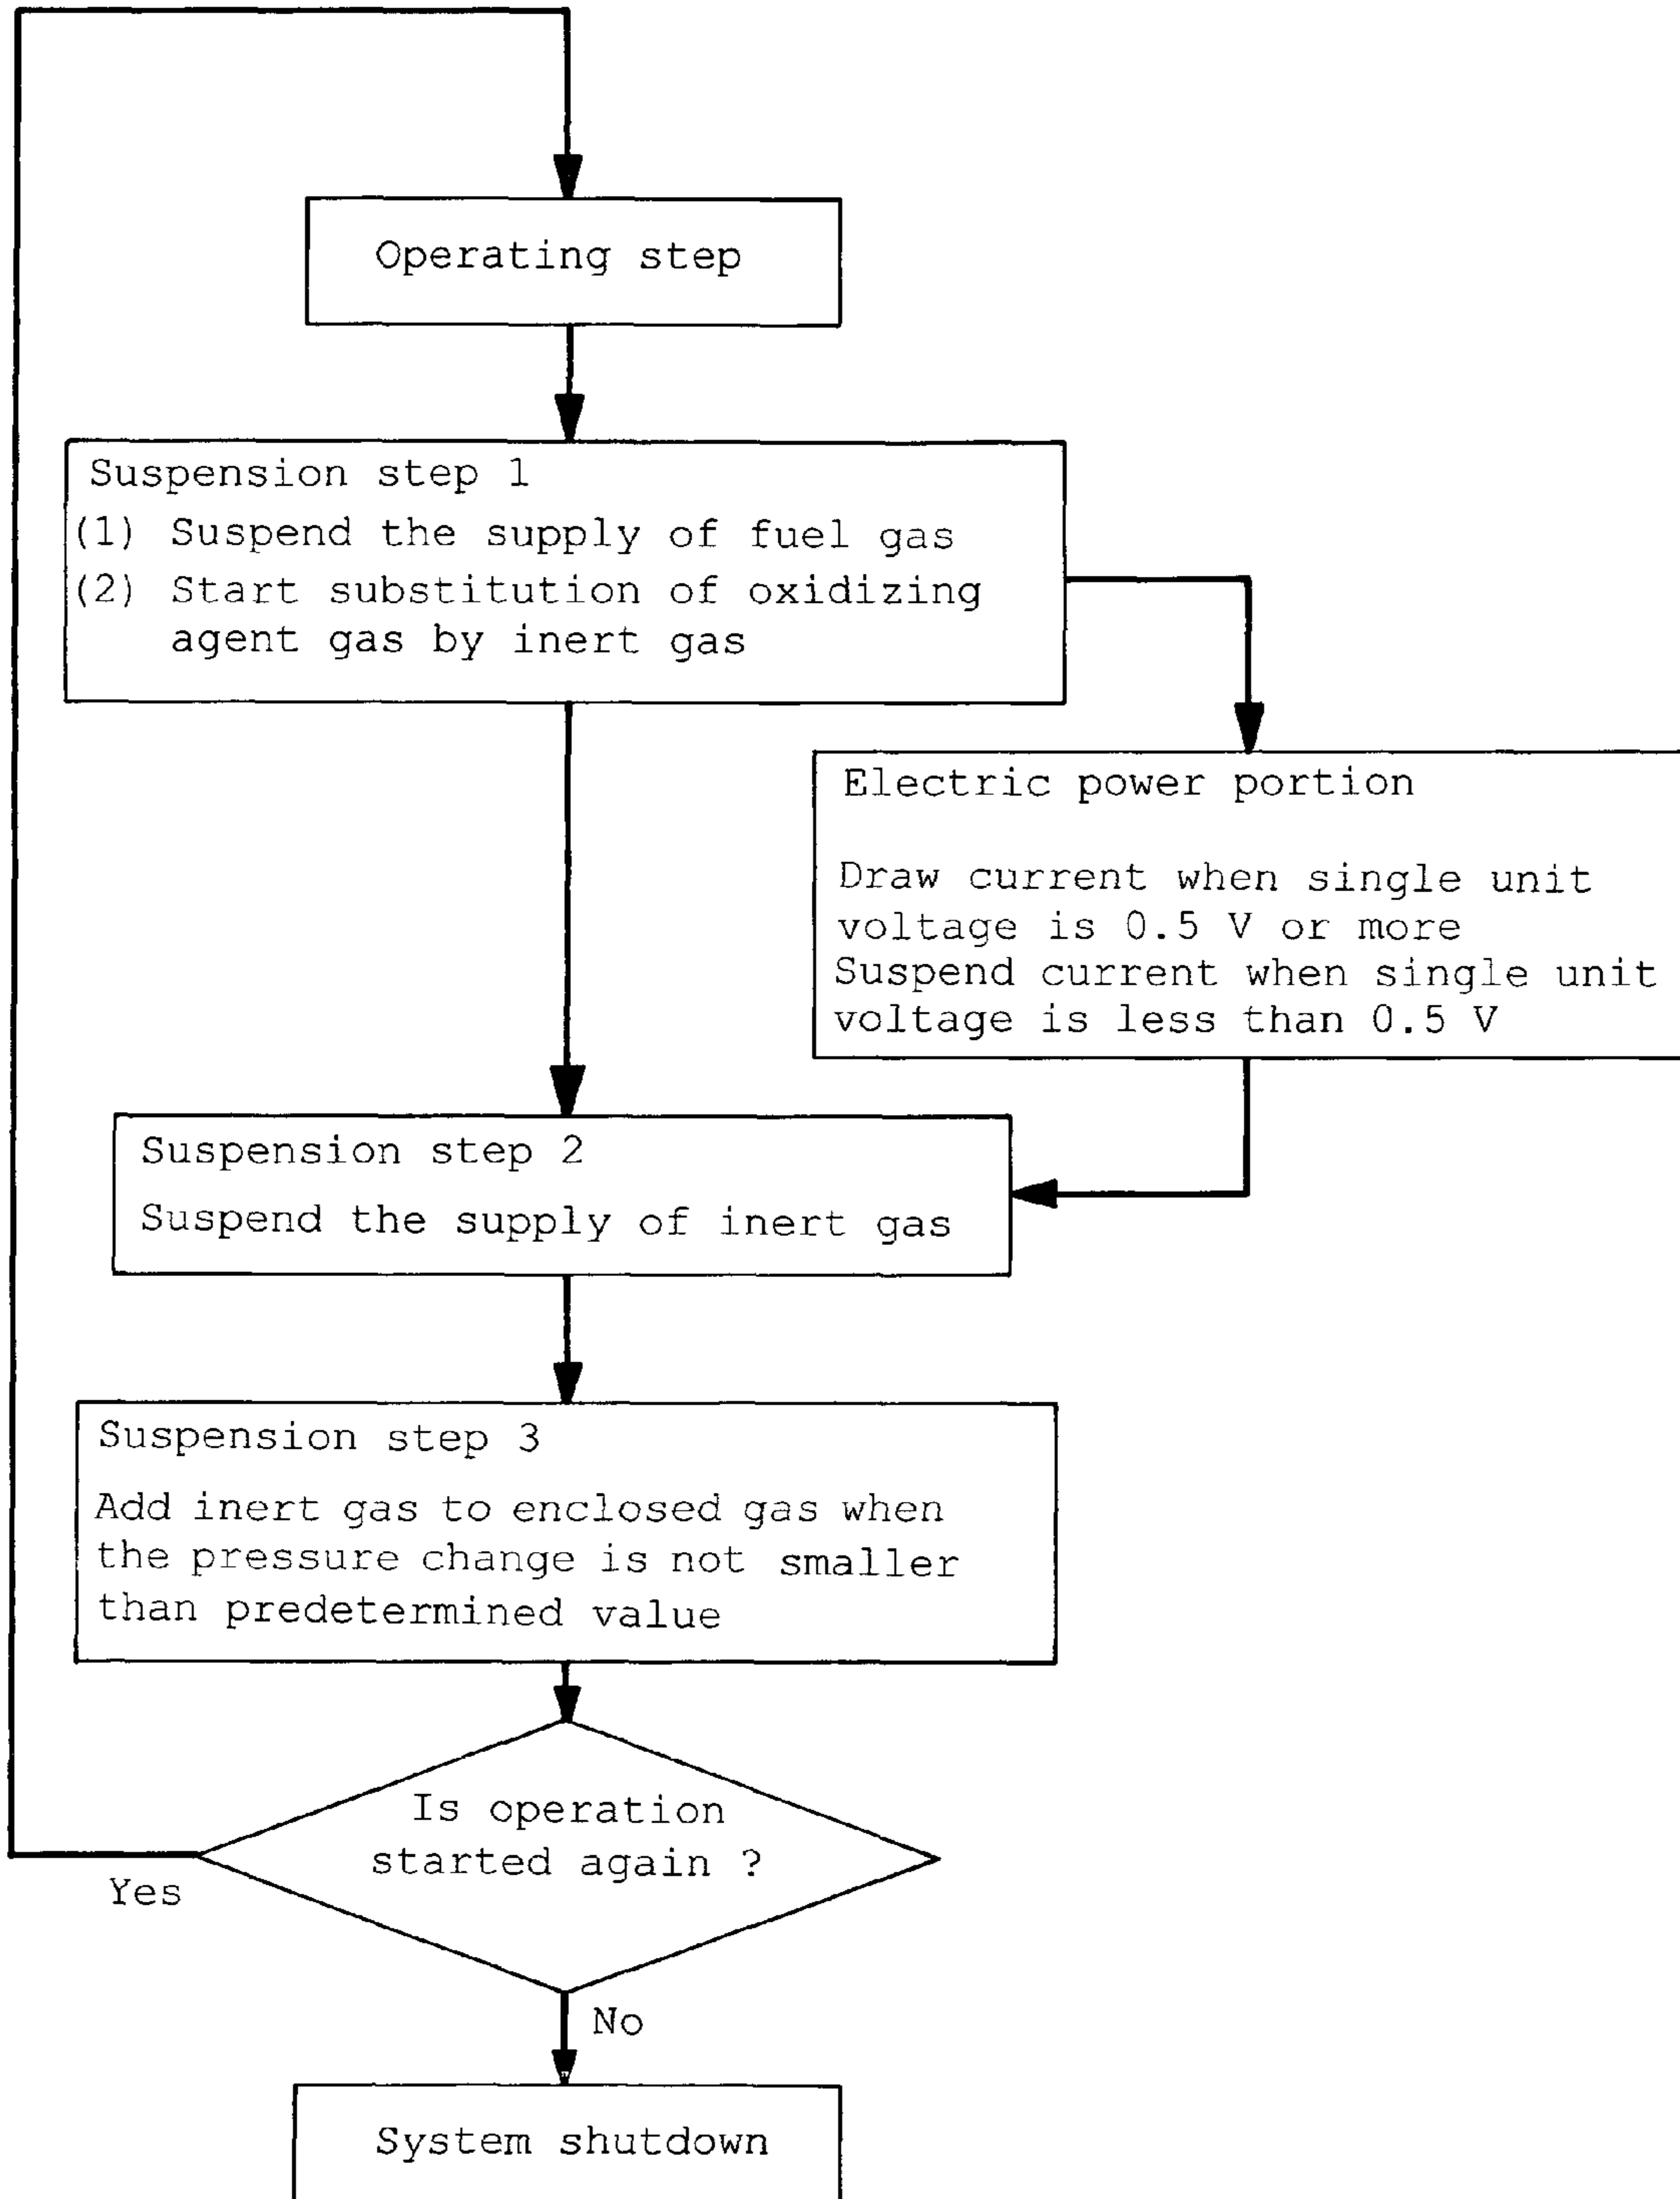 Operating step
Suspension step 1
(1) Suspend the supply of fuel gas
(2) Start substitution of oxidizing
agent gas by inert gas
Electric power portion
Draw current when single unit
voltage is 0.5 V or more
Suspend current when single unit
voltage is less than 0.5 V
Suspension step 2
Suspend the supply of inert gas
Suspension step 3
Add inert gas to enclosed gas when
the pressure change is not smaller
than predetermined value
Is operation
started again ?
Yes
No
System shutdown